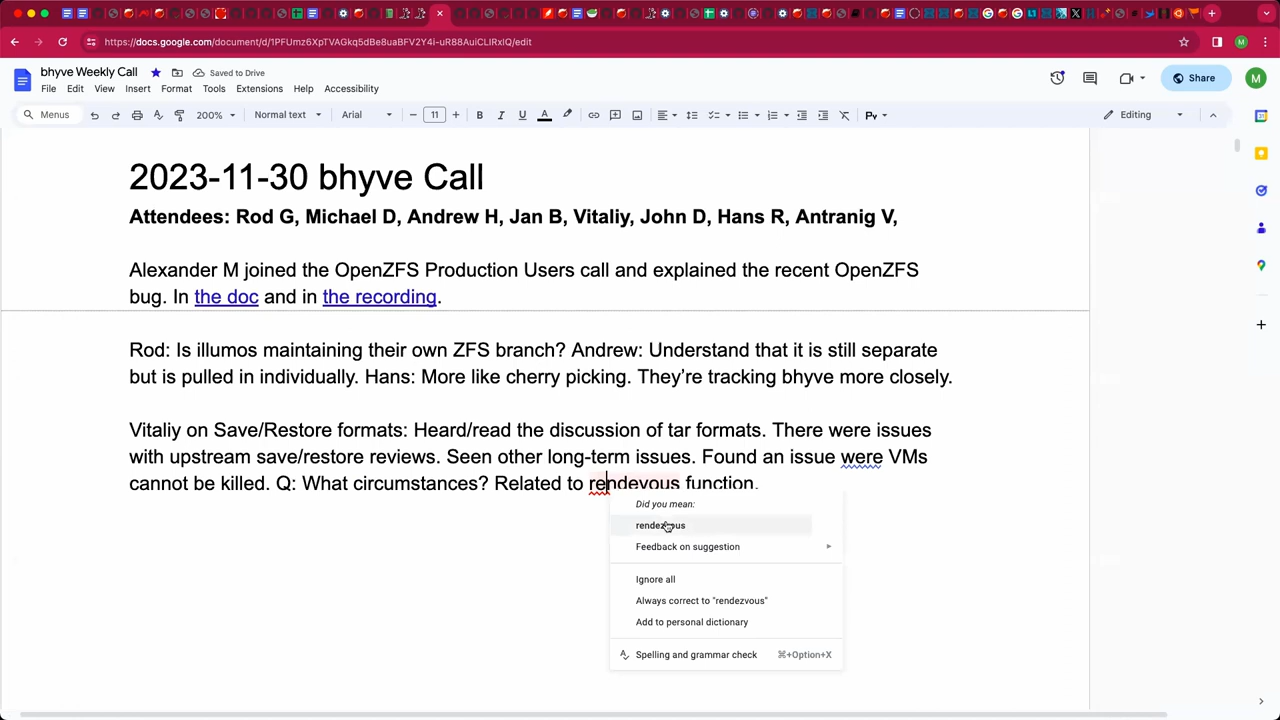 https://docs.google.com/document/d/1PFUmz6XpTVAGkq5dBe8uaBFV2Y4i-uR88AuiCLIRxIQ/edit
bhyve Weekly Call
Saved to Drive
File Edit View Insert Format Tools Extensions Help Accessibility
Share
M
M
Menus
200%
Normal text
Arial
11
Editing
2023-11-30 bhyve Call
Attendees: Rod G, Michael D, Andrew H, Jan B, Vitaliy, John D, Hans R, Antranig V,
Alexander M joined the OpenZFS Production Users call and explained the recent OpenZFS
bug. In the doc and in the recording.
Rod: Is illumos maintaining their own ZFS branch? Andrew: Understand that it is still separate
but is pulled in individually. Hans: More like cherry picking. They're tracking bhyve more closely.
Vitaliy on Save/Restore formats: Heard/read the discussion of tar formats. There were issues
with upstream save/restore reviews. Seen other long-term issues. Found an issue were VMs
cannot be killed. Q: What circumstances? Related to rendevous function.
Did you mean:
rendezvous
Feedback on suggestion
Ignore all
Always correct to "rendezvous"
Add to personal dictionary
Spelling and grammar check ⌘+Option+X